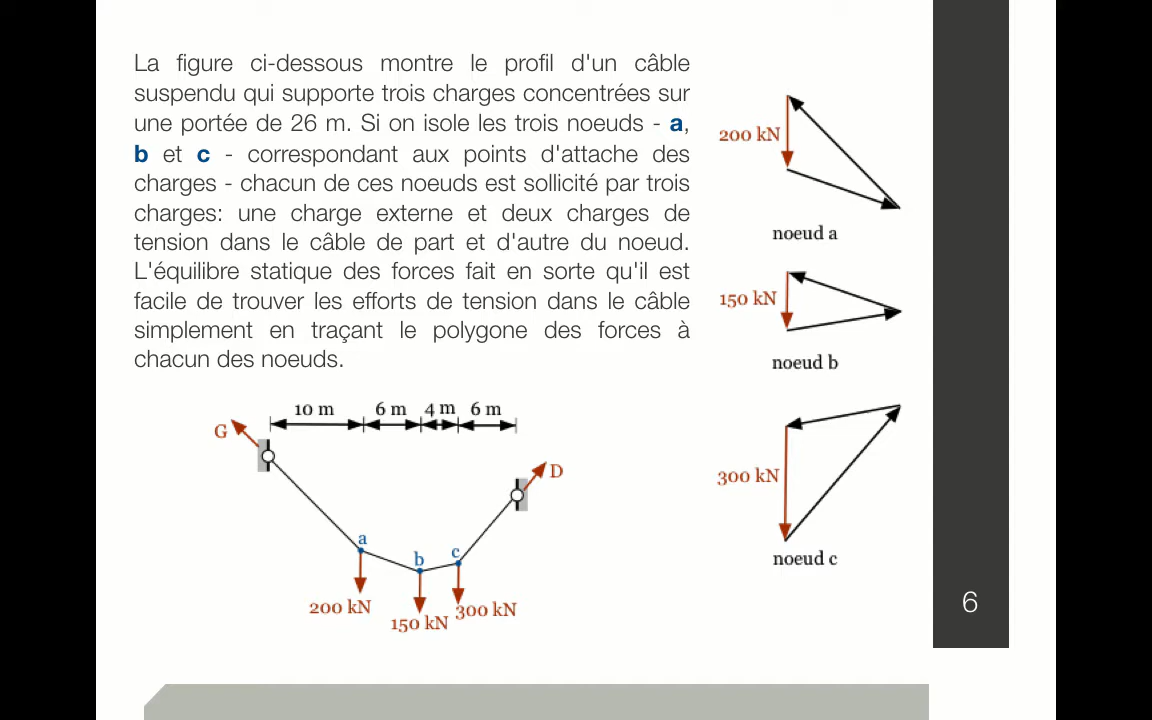 La figure ci-dessous montre le profil d'un câble
suspendu qui supporte trois charges concentrées sur
une portée de 26 m. Si on isole les trois noeuds - a,
b et c - correspondant aux points d'attache des
charges - chacun de ces noeuds est sollicité par trois
charges: une charge externe et deux charges de
tension dans le câble de part et d'autre du noeud.
L'équilibre statique des forces fait en sorte qu'il est
facile de trouver les efforts de tension dans le câble
simplement en traçant le polygone des forces à
chacun des noeuds.
10 m 6 m 4 m 6 m
G
D
a
b
c
200 kN
150 kN
300 kN
200 kN
noeud a
150 kN
noeud b
300 kN
noeud c
6